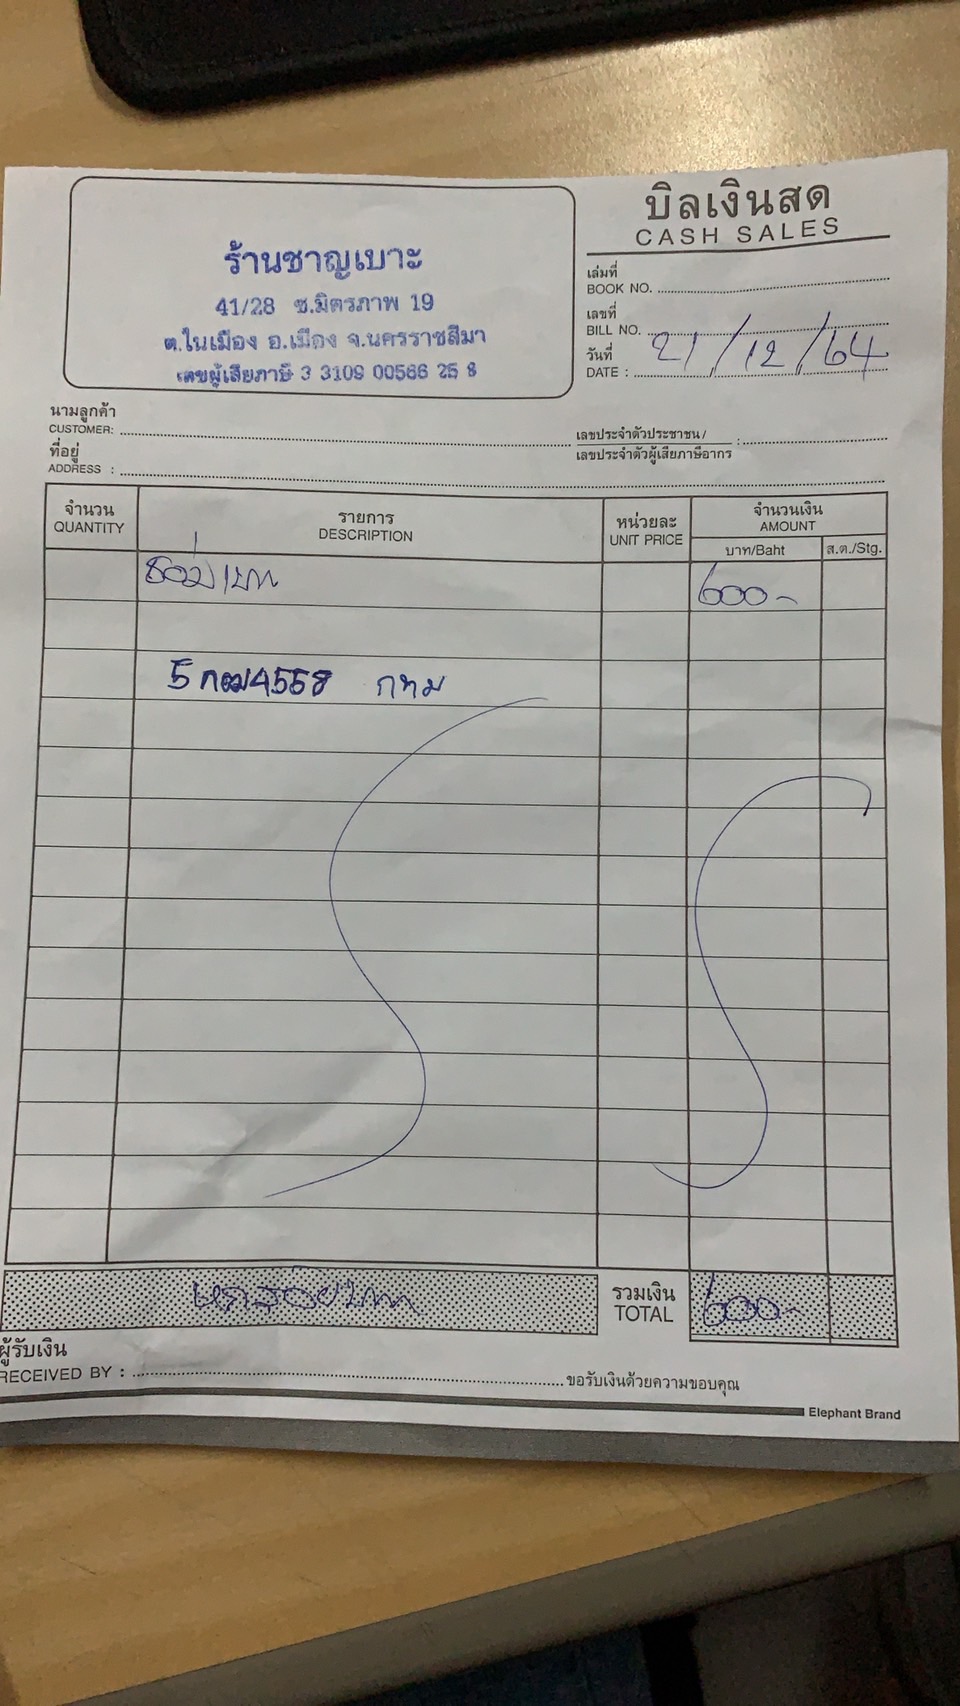 บิลเงินสด
CASH SALES
ร้านชาญเบาะ
41/28 ซ.มิตรภาพ 19
ต.ในเมือง อ.เมือง จ.นครราชสีมา
เลขผู้เสียภาษี 3 3109 00566 25 8
เล่มที่
BOOK NO.
เลขที่
BILL NO.
วันที่
DATE : 21/12/64
นามลูกค้า
CUSTOMER:
เลขประจำตัวประชาชน/
เลขประจำตัวผู้เสียภาษีอากร :
ที่อยู่
ADDRESS :
จำนวน รายการ หน่วยละ จำนวนเงิน
QUANTITY DESCRIPTION UNIT PRICE AMOUNT
บาท/Baht ส.ต./Stg.
600-
4558 กทม
หกร้อยบาท
รวมเงิน
TOTAL 600-
ผู้รับเงิน
RECEIVED BY : ขอรับเงินด้วยความขอบคุณ
Elephant Brand